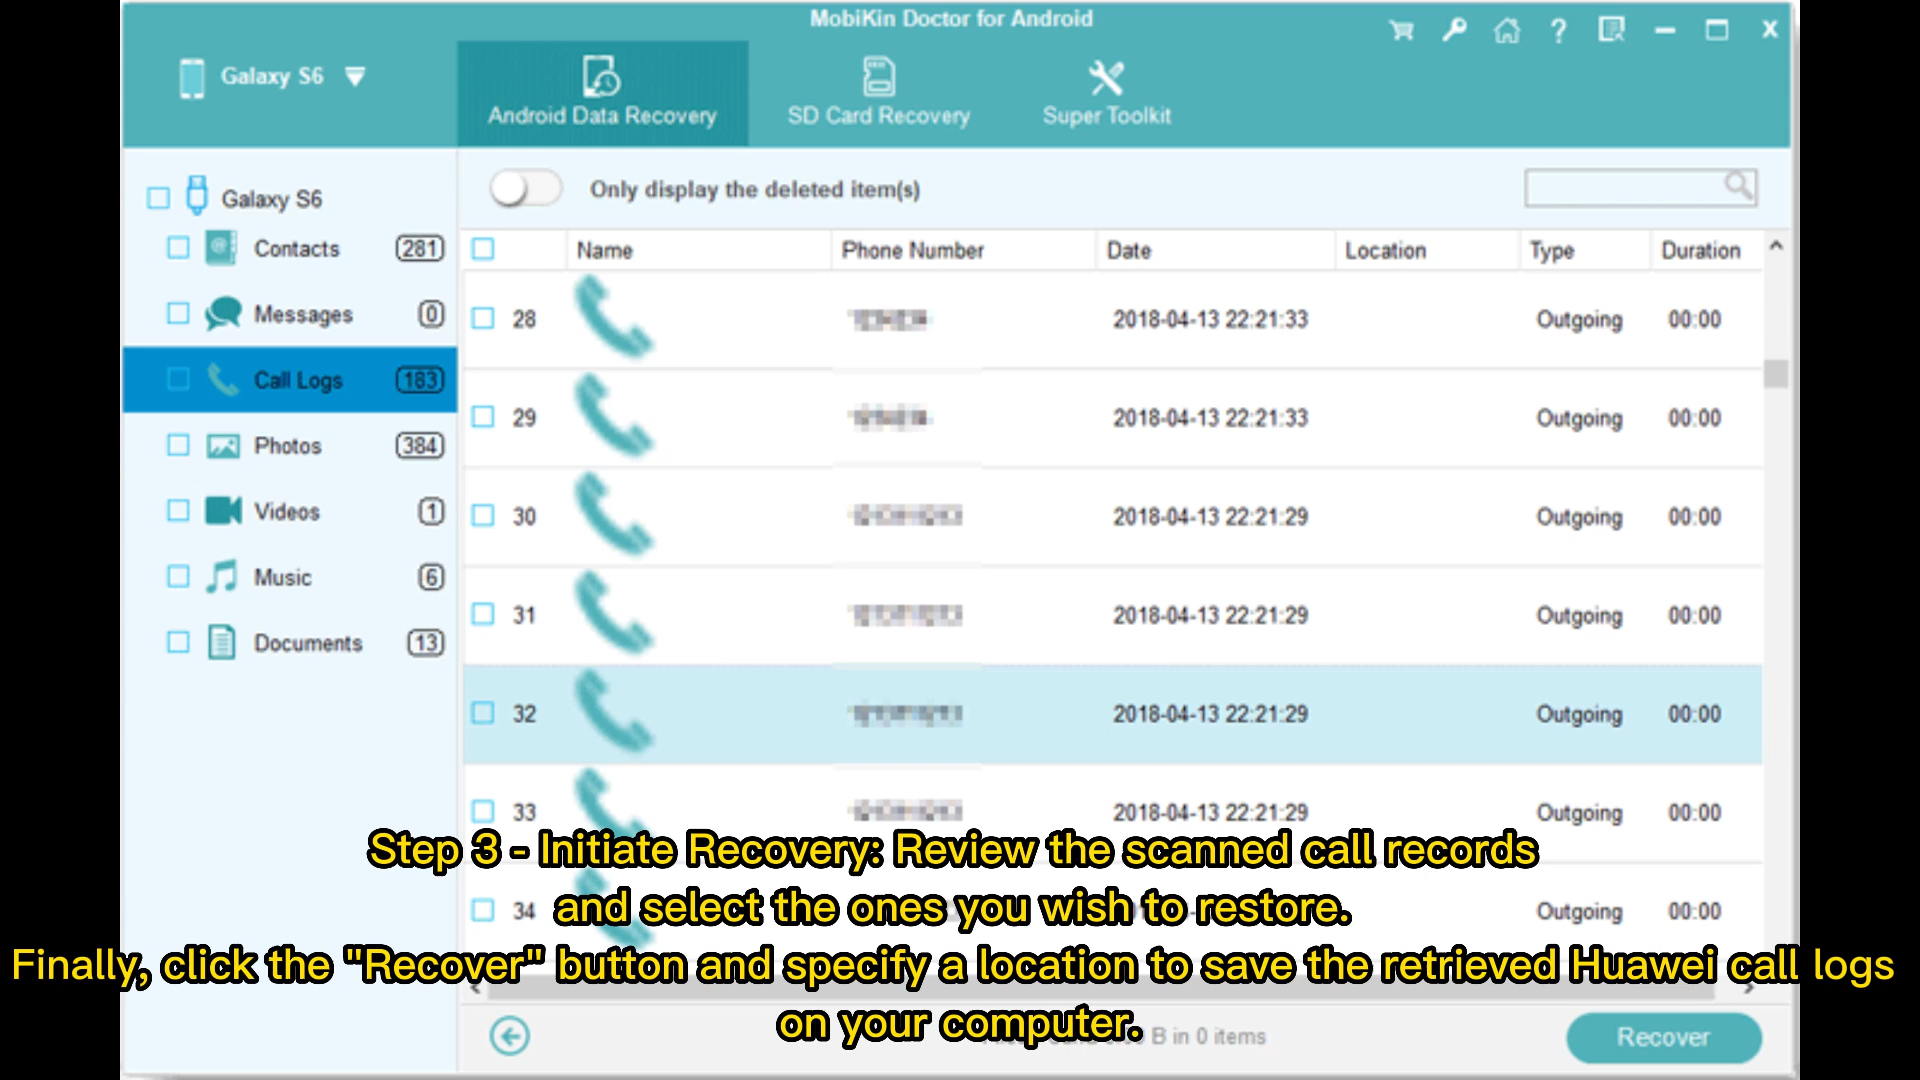 MobiKin Doctor for Android
Galaxy S6
Android Data Recovery
SD Card Recovery
Super Toolkit
Only display the deleted item(s)
Galaxy S6
Contacts (281)
Messages (0)
Call Logs (183)
Photos (384)
Videos (1)
Music (6)
Documents (13)
Name Phone Number Date Location Type Duration
28 2018-04-13 22:21:33 Outgoing 00:00
29 2018-04-13 22:21:33 Outgoing 00:00
30 2018-04-13 22:21:29 Outgoing 00:00
31 2018-04-13 22:21:29 Outgoing 00:00
32 2018-04-13 22:21:29 Outgoing 00:00
33 2018-04-13 22:21:29 Outgoing 00:00
34 Outgoing 00:00
Step 3 - Initiate Recovery: Review the scanned call records
and select the ones you wish to restore.
Finally, click the "Recover" button and specify a location to save the retrieved Huawei call logs
on your computer.
B in 0 items
Recover